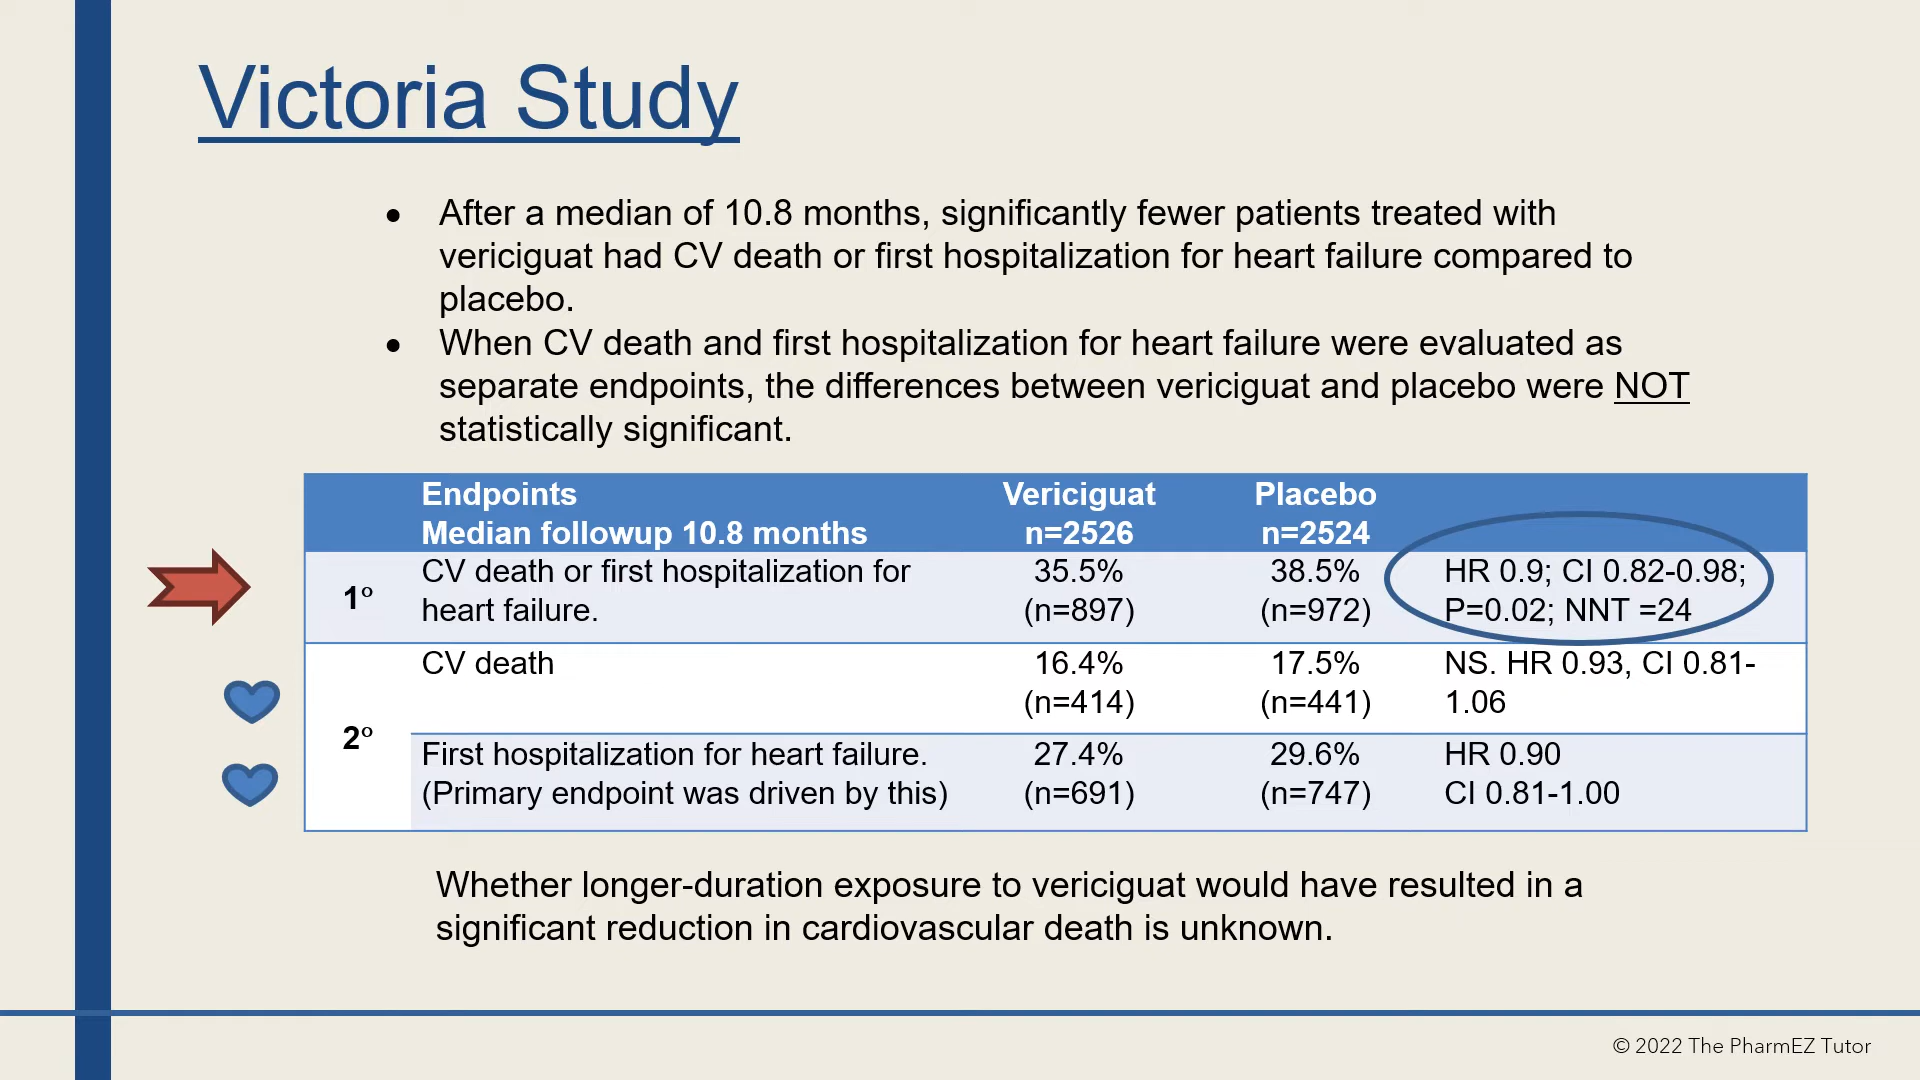 Victoria Study
● After a median of 10.8 months, significantly fewer patients treated with
vericiguat had CV death or first hospitalization for heart failure compared to
placebo.
● When CV death and first hospitalization for heart failure were evaluated as
separate endpoints, the differences between vericiguat and placebo were NOT
statistically significant.
Endpoints Vericiguat Placebo
Median followup 10.8 months n=2526 n=2524
CV death or first hospitalization for 35.5% 38.5% HR 0.9; CI 0.82-0.98;
1° heart failure. (n=897) (n=972) P=0.02; NNT =24
CV death 16.4% 17.5% NS. HR 0.93, CI 0.81-
(n=414) (n=441) 1.06
2°
First hospitalization for heart failure. 27.4% 29.6% HR 0.90
(Primary endpoint was driven by this) (n=691) (n=747) CI 0.81-1.00
Whether longer-duration exposure to vericiguat would have resulted in a
significant reduction in cardiovascular death is unknown.
© 2022 The PharmEZ Tutor